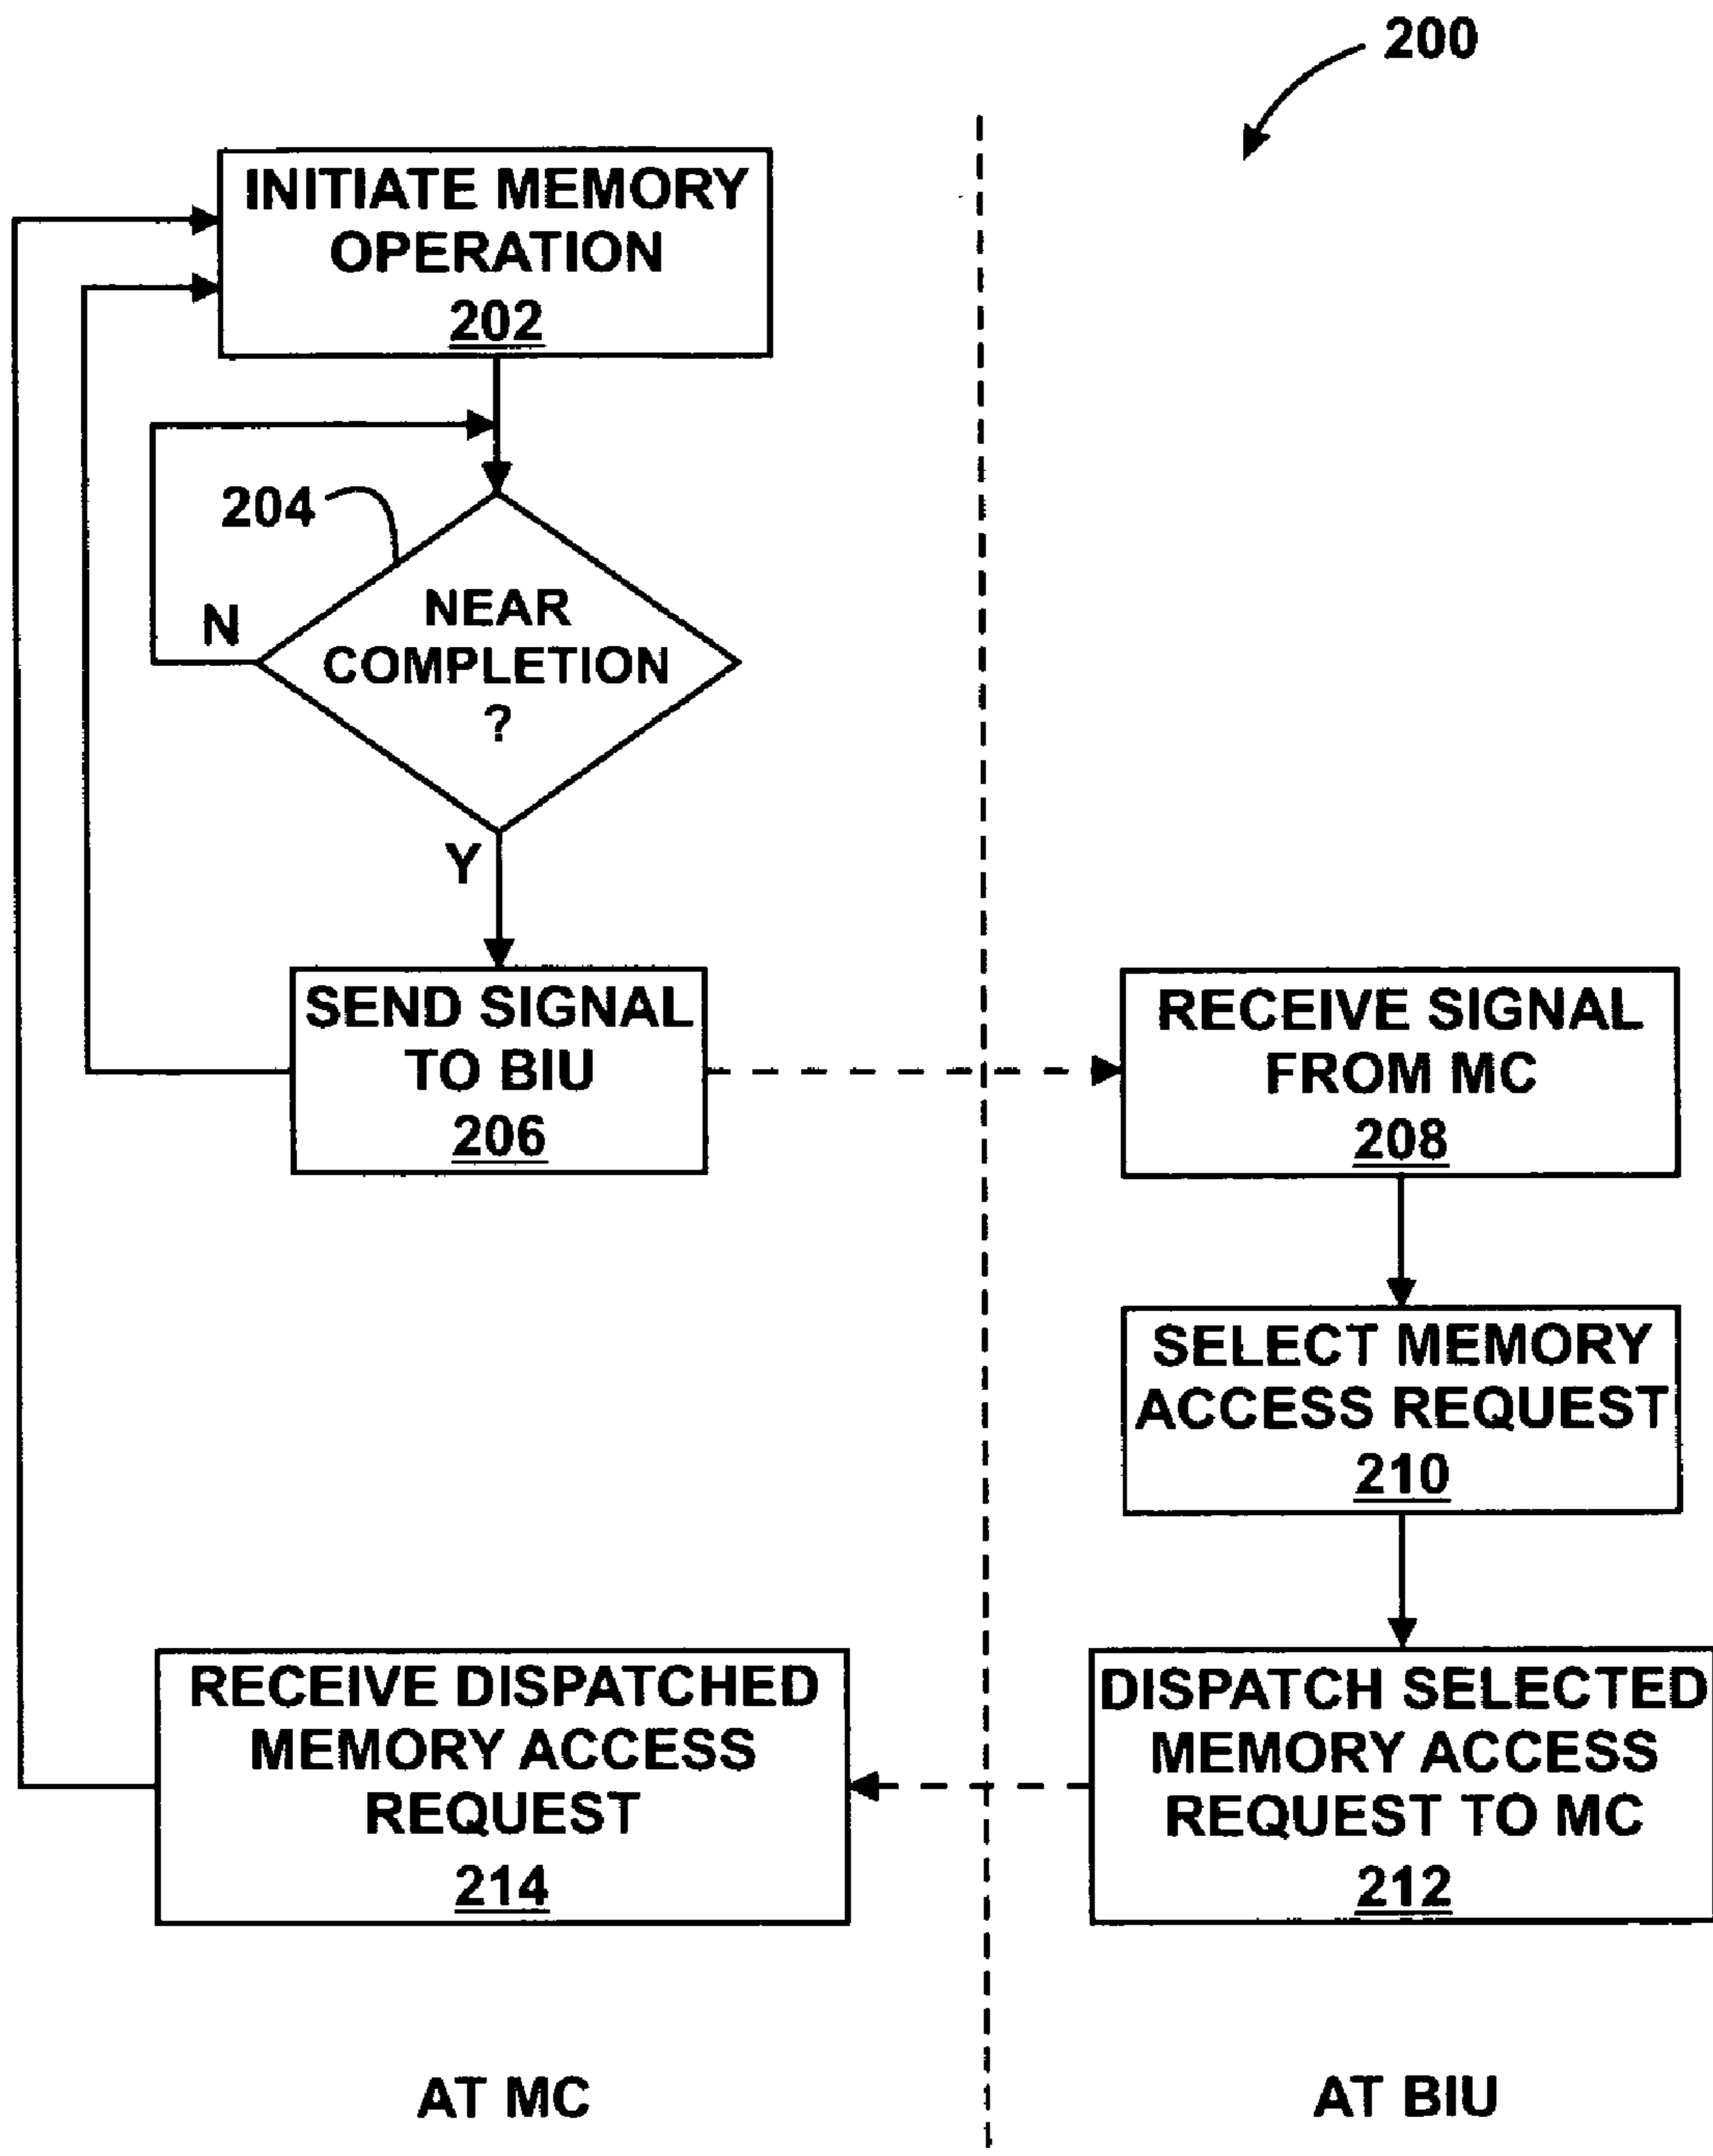 200
INITIATE MEMORY
OPERATION
202
204
NEAR
COMPLETION
?
N
Y
SEND SIGNAL
TO BIU
206
RECEIVE SIGNAL
FROM MC
208
SELECT MEMORY
ACCESS REQUEST
210
DISPATCH SELECTED
MEMORY ACCESS
REQUEST TO MC
212
RECEIVE DISPATCHED
MEMORY ACCESS
REQUEST
214
AT MC
AT BIU